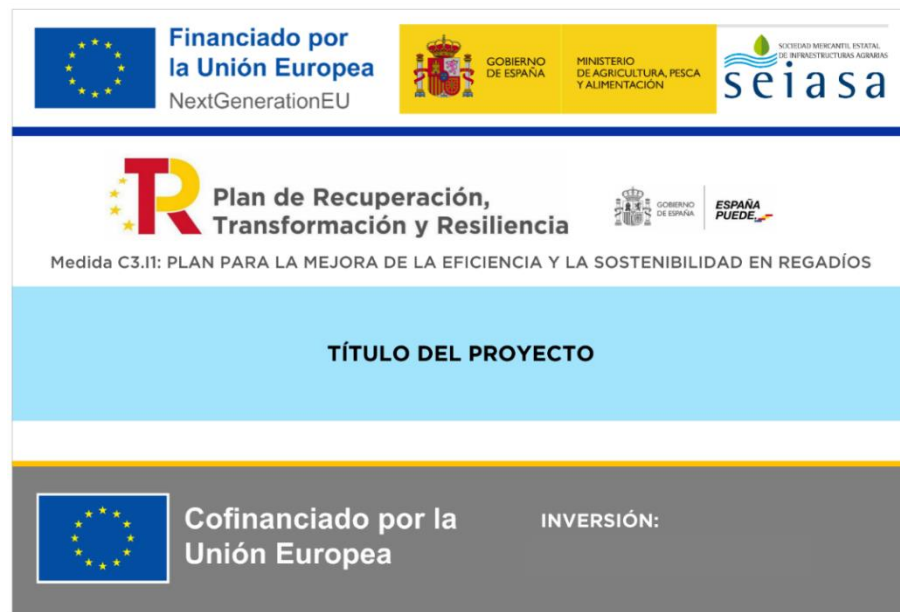 Financiado por
la Unión Europea
NextGenerationEU
GOBIERNO
DE ESPAÑA
MINISTERIO
DE AGRICULTURA, PESCA
Y ALIMENTACIÓN
SOCIEDAD MERCANTIL ESTATAL
DE INFRAESTRUCTURAS AGRARIAS
seiasa
TR
Plan de Recuperación,
Transformación y Resiliencia
GOBIERNO
DE ESPAÑA
ESPAÑA
PUEDE
Medida C3.I1: PLAN PARA LA MEJORA DE LA EFICIENCIA Y LA SOSTENIBILIDAD EN REGADÍOS
TÍTULO DEL PROYECTO
Cofinanciado por la
Unión Europea
INVERSIÓN: